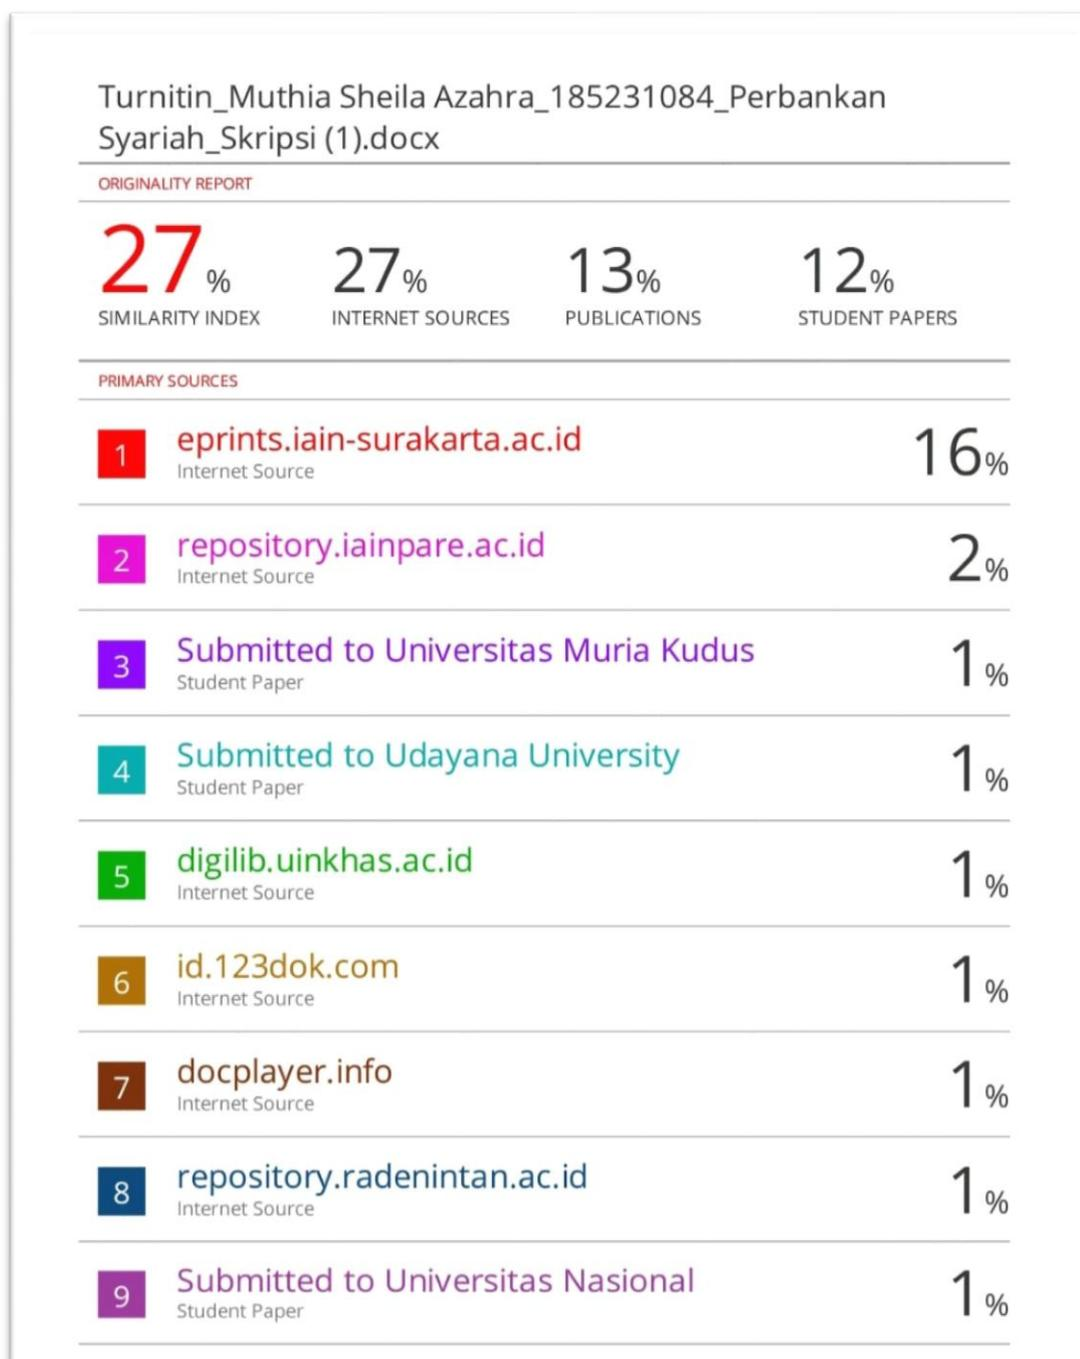 Turnitin_Muthia Sheila Azahra_185231084_Perbankan
Syariah_Skripsi (1).docx
ORIGINALITY REPORT
27% 27% 13% 12%
SIMILARITY INDEX INTERNET SOURCES PUBLICATIONS STUDENT PAPERS
PRIMARY SOURCES
1 eprints.iain-surakarta.ac.id 16%
Internet Source
2 repository.iainpare.ac.id 2%
Internet Source
3 Submitted to Universitas Muria Kudus 1%
Student Paper
4 Submitted to Udayana University 1%
Student Paper
5 digilib.uinkhas.ac.id 1%
Internet Source
6 id.123dok.com 1%
Internet Source
7 docplayer.info 1%
Internet Source
8 repository.radenintan.ac.id 1%
Internet Source
9 Submitted to Universitas Nasional 1%
Student Paper